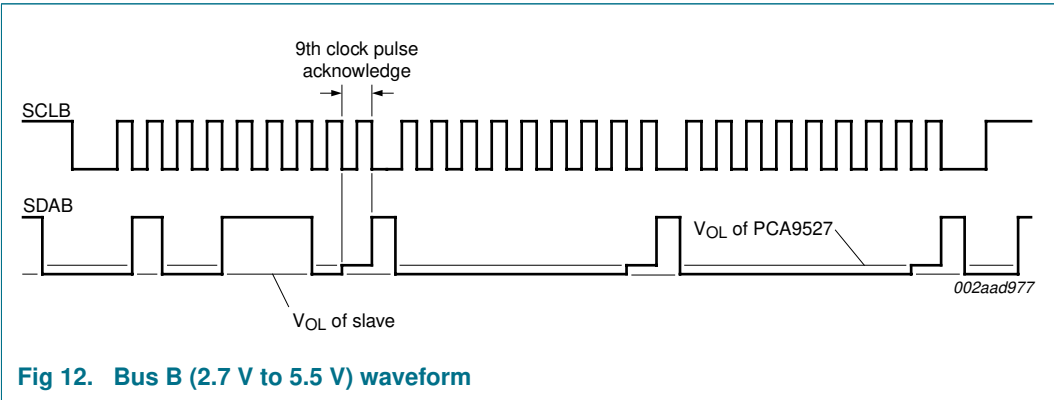 9th clock pulse
acknowledge
SCLB
SDAB
VOL of PCA9527
002aad977
VOL of slave
Fig 12. Bus B (2.7 V to 5.5 V) waveform